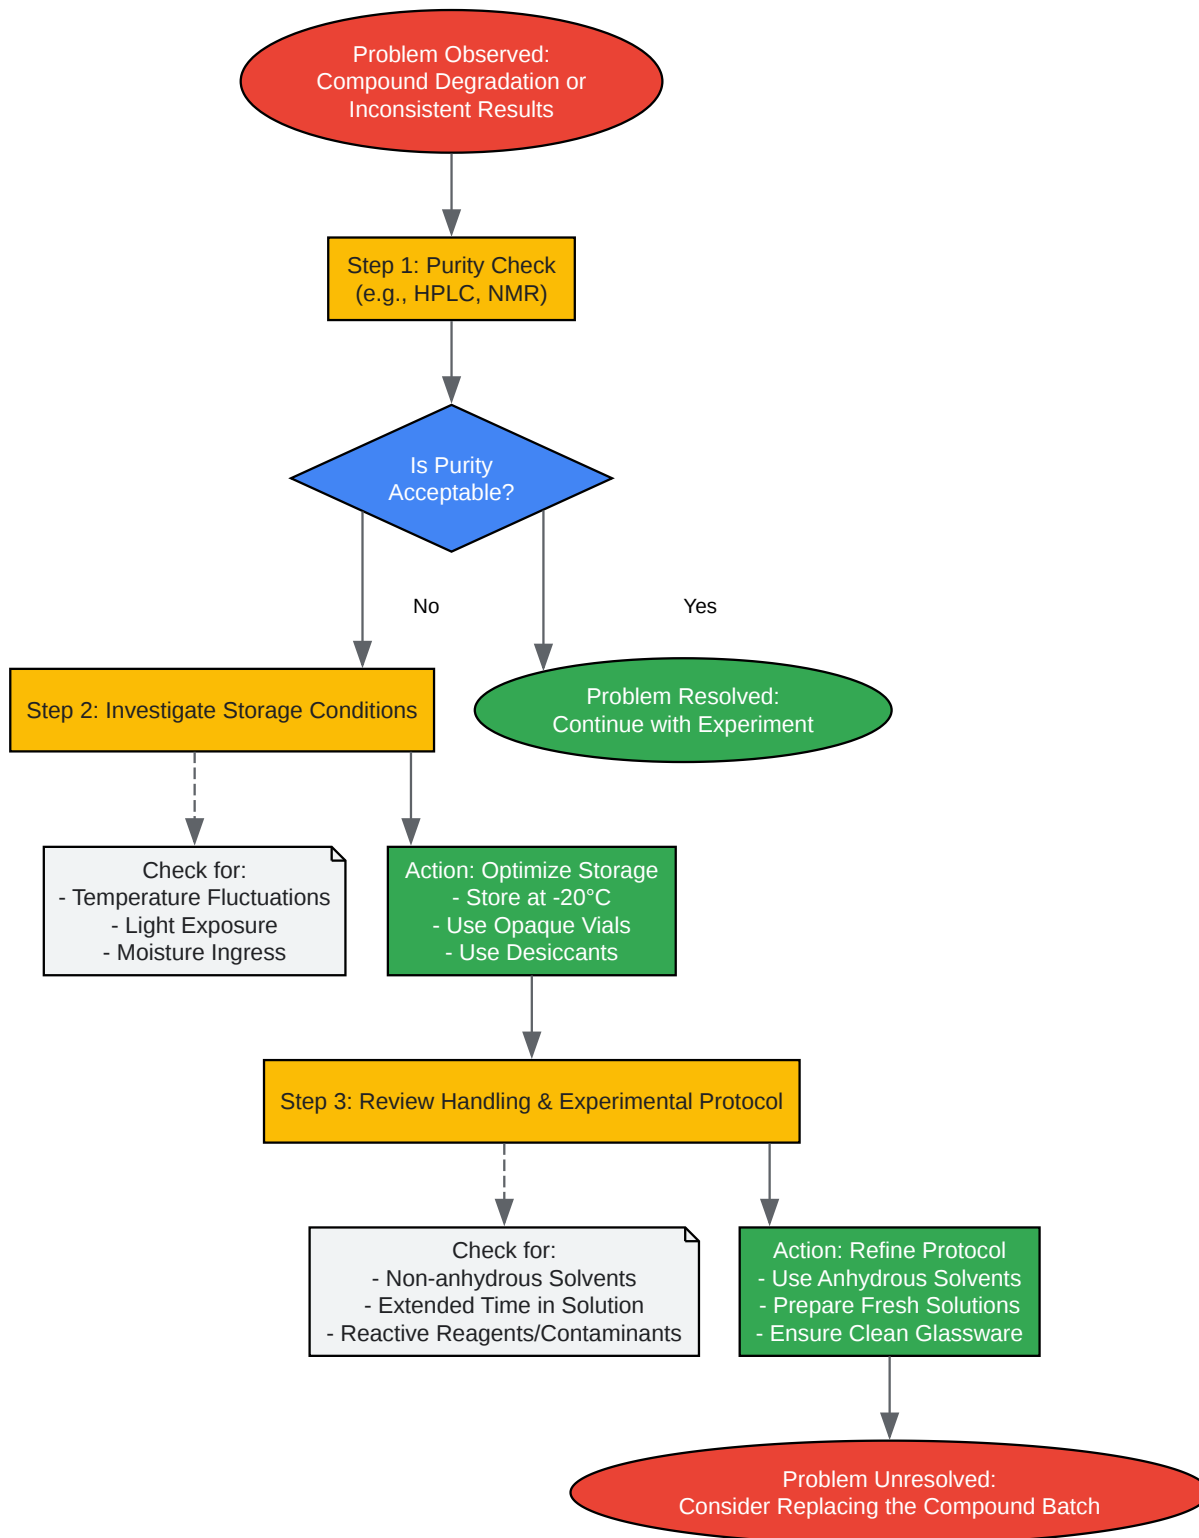 Problem Observed:
Compound Degradation or
Inconsistent Results
Step 1: Purity Check
(e.g., HPLC, NMR)
Is Purity
Acceptable?
No
Yes
Step 2: Investigate Storage Conditions
Problem Resolved:
Continue with Experiment
Check for:
- Temperature Fluctuations
- Light Exposure
- Moisture Ingress
Action: Optimize Storage
- Store at -20°C
- Use Opaque Vials
- Use Desiccants
Step 3: Review Handling & Experimental Protocol
Check for:
- Non-anhydrous Solvents
- Extended Time in Solution
- Reactive Reagents/Contaminants
Action: Refine Protocol
- Use Anhydrous Solvents
- Prepare Fresh Solutions
- Ensure Clean Glassware
Problem Unresolved:
Consider Replacing the Compound Batch